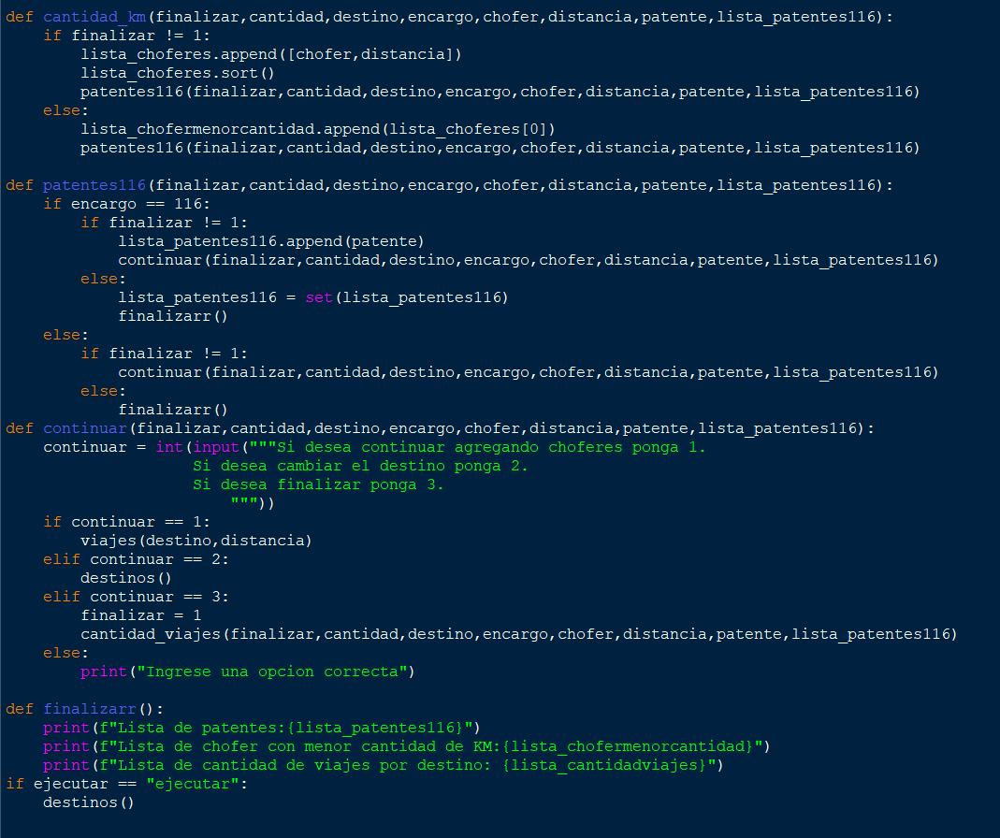 def cantidad_km(finalizar,cantidad,destino,encargo,chofer,distancia,patente,lista_patentes116):
    if finalizar != 1:
        lista_choferes.append([chofer,distancia])
        lista_choferes.sort()
        patentes116(finalizar,cantidad,destino,encargo,chofer,distancia,patente,lista_patentes116)
    else:
        lista_chofermenorcantidad.append(lista_choferes[0])
        patentes116(finalizar,cantidad,destino,encargo,chofer,distancia,patente,lista_patentes116)

def patentes116(finalizar,cantidad,destino,encargo,chofer,distancia,patente,lista_patentes116):
    if encargo == 116:
        if finalizar != 1:
            lista_patentes116.append(patente)
            continuar(finalizar,cantidad,destino,encargo,chofer,distancia,patente,lista_patentes116)
        else:
            lista_patentes116 = set(lista_patentes116)
            finalizarr()
    else:
        if finalizar != 1:
            continuar(finalizar,cantidad,destino,encargo,chofer,distancia,patente,lista_patentes116)
        else:
            finalizarr()
def continuar(finalizar,cantidad,destino,encargo,chofer,distancia,patente,lista_patentes116):
    continuar = int(input("""Si desea continuar agregando choferes ponga 1.
                    Si desea cambiar el destino ponga 2.
                    Si desea finalizar ponga 3.
                        """))
    if continuar == 1:
        viajes(destino,distancia)
    elif continuar == 2:
        destinos()
    elif continuar == 3:
        finalizar = 1
        cantidad_viajes(finalizar,cantidad,destino,encargo,chofer,distancia,patente,lista_patentes116)
    else:
        print("Ingrese una opcion correcta")

def finalizarr():
    print(f"Lista de patentes:{lista_patentes116}")
    print(f"Lista de chofer con menor cantidad de KM:{lista_chofermenorcantidad}")
    print(f"Lista de cantidad de viajes por destino: {lista_cantidadviajes}")
if ejecutar == "ejecutar":
    destinos()